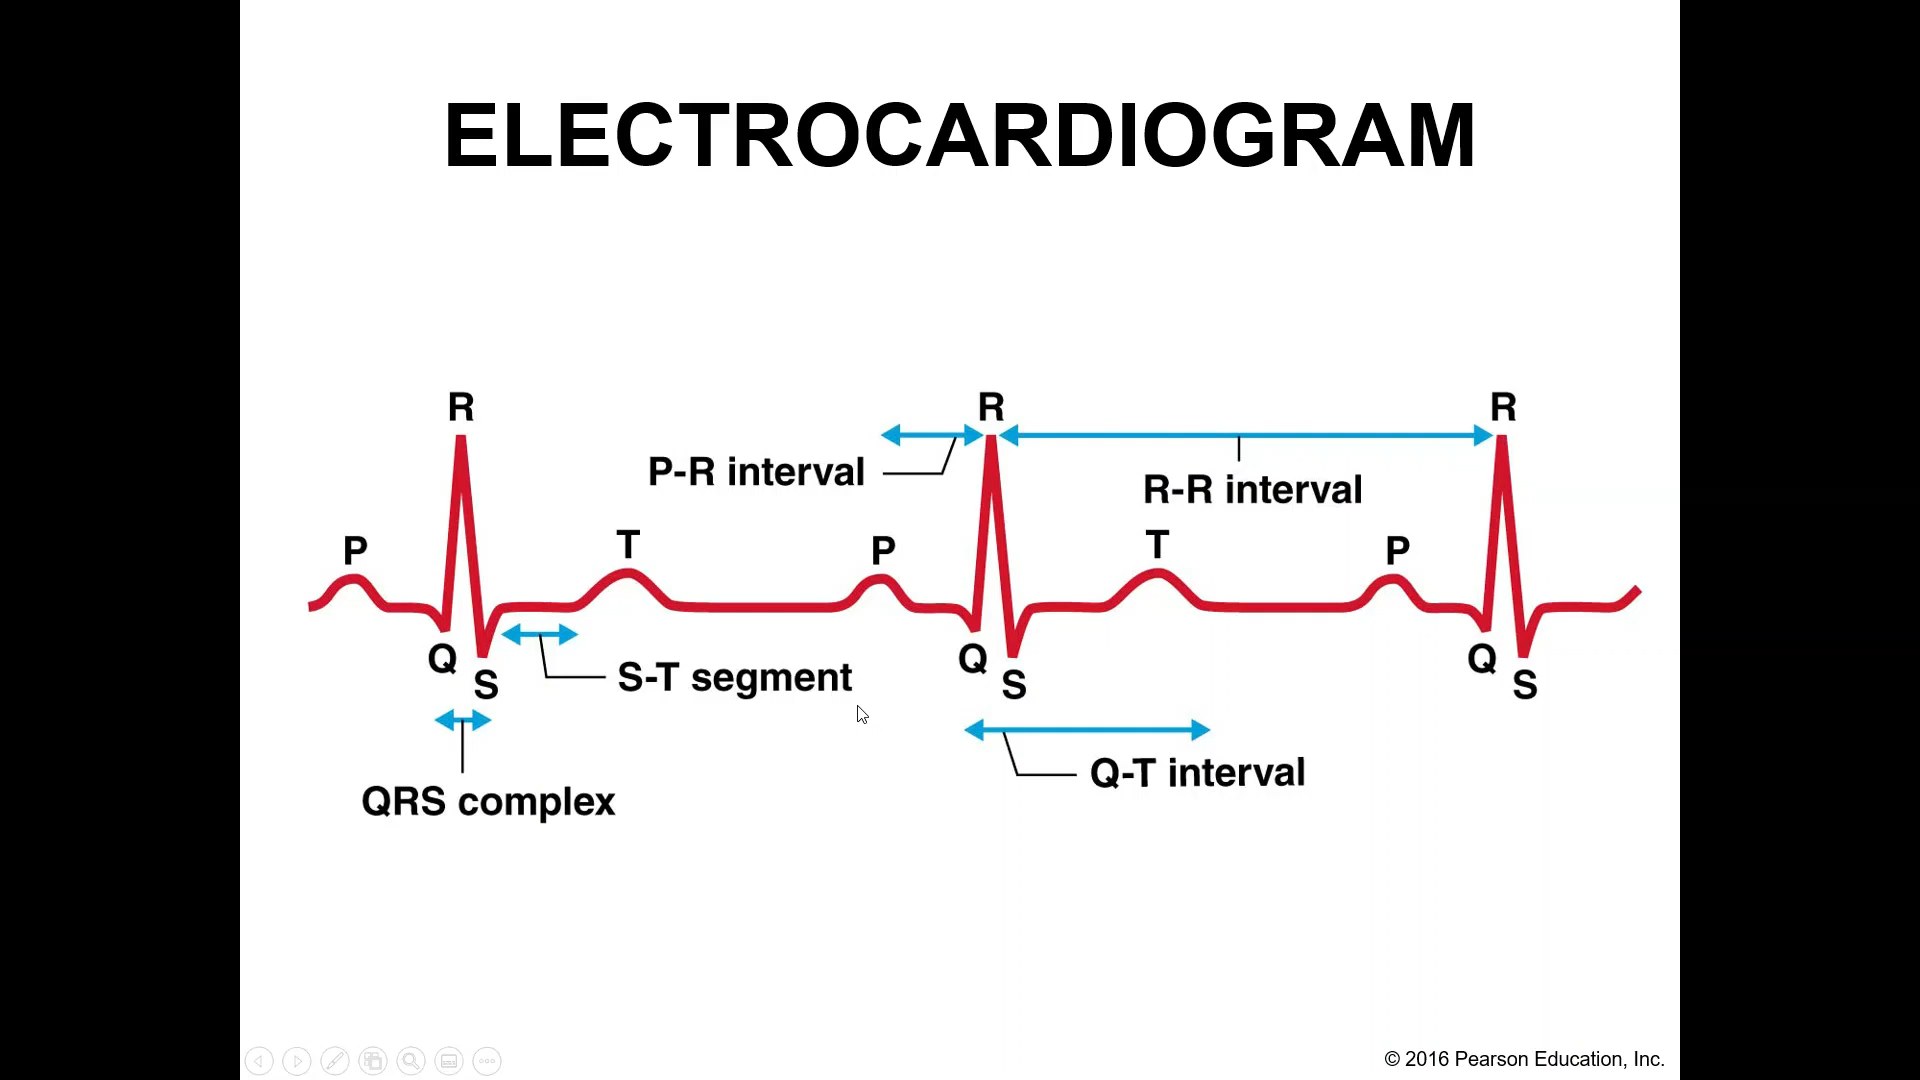 ELECTROCARDIOGRAM
R
R
R
P-R interval
R-R interval
P
T
P
T
P
Q
S
S-T segment
Q
S
Q
S
QRS complex
Q-T interval
© 2016 Pearson Education, Inc.